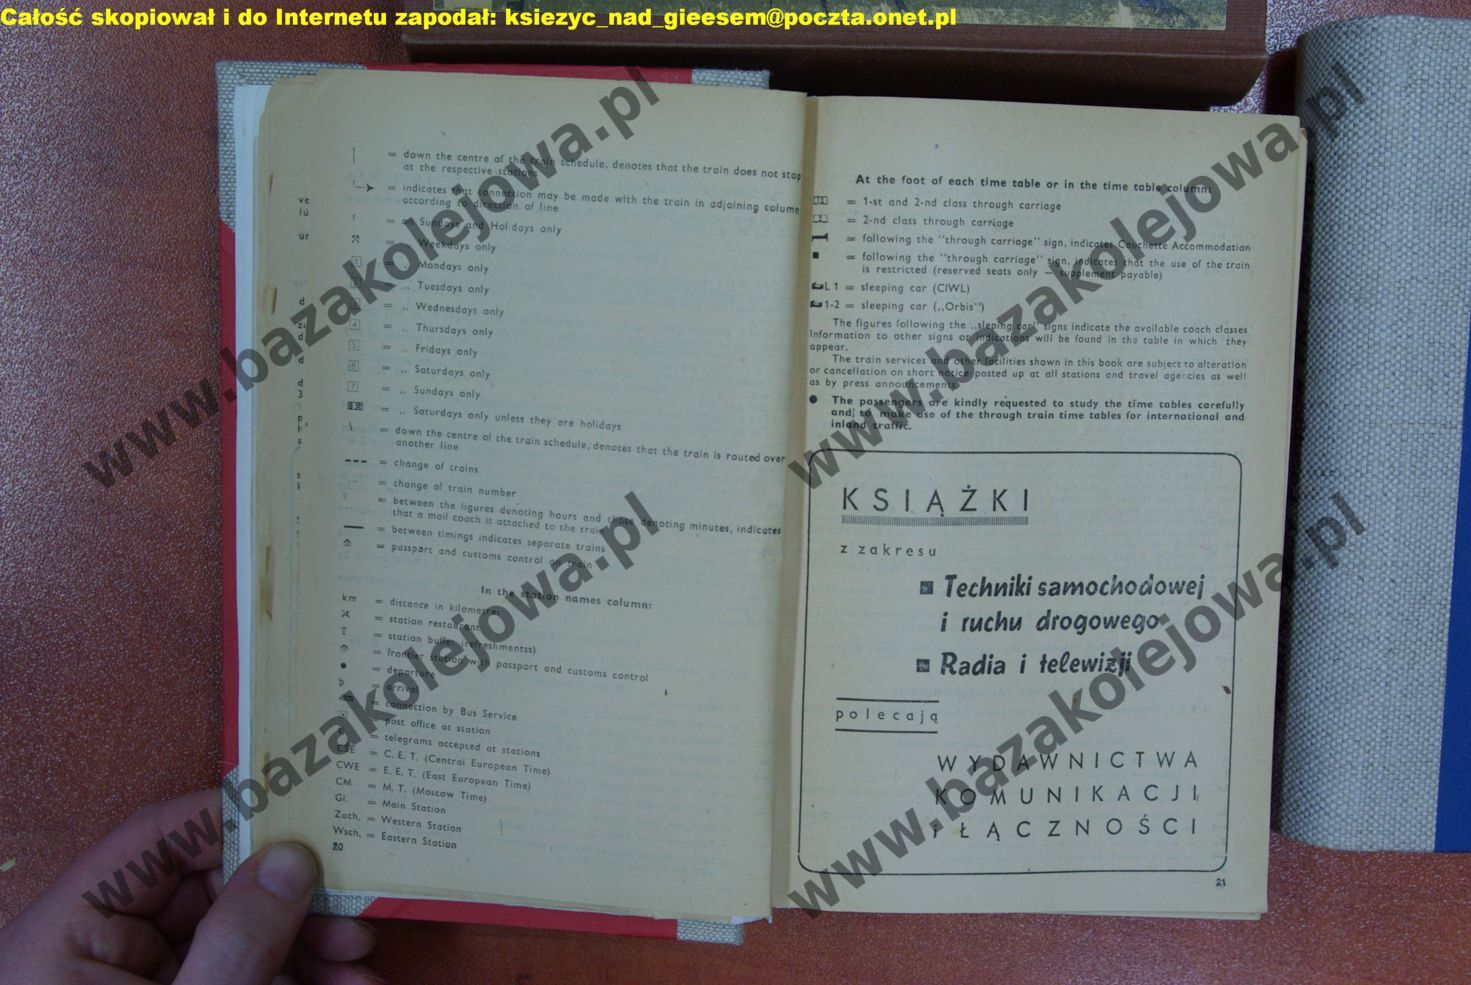 Całość skopiował i do Internetu zapodał: ksiezyc_nad_gieesem@poczta.onet.pl
= down the centre of the train schedule, denotes that the train does not stop
at the respective stations
= indicates that connection may be made with the train in adjoining column
according to direction of line
= on Sundays and Holidays only
= „ Weekdays only
1 = „ Mondays only
= „ Tuesdays only
= „ Wednesdays only
4 = „ Thursdays only
5 = „ Fridays only
6 = „ Saturdays only
7 = „ Sundays only
= „ Saturdays only unless they are holidays
\ = down the centre of the train schedule, denotes that the train is routed over
another line
--- = change of trains
... = change of train number
= between the figures denoting hours and those denoting minutes, indicates
that a mail coach is attached to the train
— = between timings indicates separate trains
= passport and customs control on train
In the station names column:
km = distance in kilometres
= station restaurant
= station buffet (refreshmentss)
= frontier station with passport and customs control
● = departure
p = arrival
= connection by Bus Service
= post office at station
= telegrams accepted at stations
CSE = C. E. T. (Central European Time)
CWE = E. E. T. (East European Time)
CM = M. T. (Moscow Time)
Gl. = Main Station
Zach. = Western Station
Wsch. = Eastern Station
20
At the foot of each time table or in the time table column:
= 1-st and 2-nd class through carriage
= 2-nd class through carriage
= following the "through carriage" sign, indicates Couchette Accommodation
■ = following the "through carriage" sign, indicates that the use of the train
is restricted (reserved seats only — supplement payable)
L 1 = sleeping car (CIWL)
1-2 = sleeping car („Orbis")
The figures following the „sleping car" signs indicate the available coach classes
Information to other signs or indications will be found in the table in which they
appear.
The train services and other facilities shown in this book are subject to alteration
or cancellation on short notice posted up at all stations and travel agencies as well
as by press announcements
● The passengers are kindly requested to study the time tables carefully
and to make use of the through train time tables for international and
inland traffic.
KSIĄŻKI
z zakresu
Techniki samochodowej
i ruchu drogowego
Radia i telewizji
polecają
WYDAWNICTWA
KOMUNIKACJI
i ŁĄCZNOŚCI
21
www.bazakolejowa.pl
www.bazakolejowa.pl
www.bazakolejowa.pl
www.bazakolejowa.pl